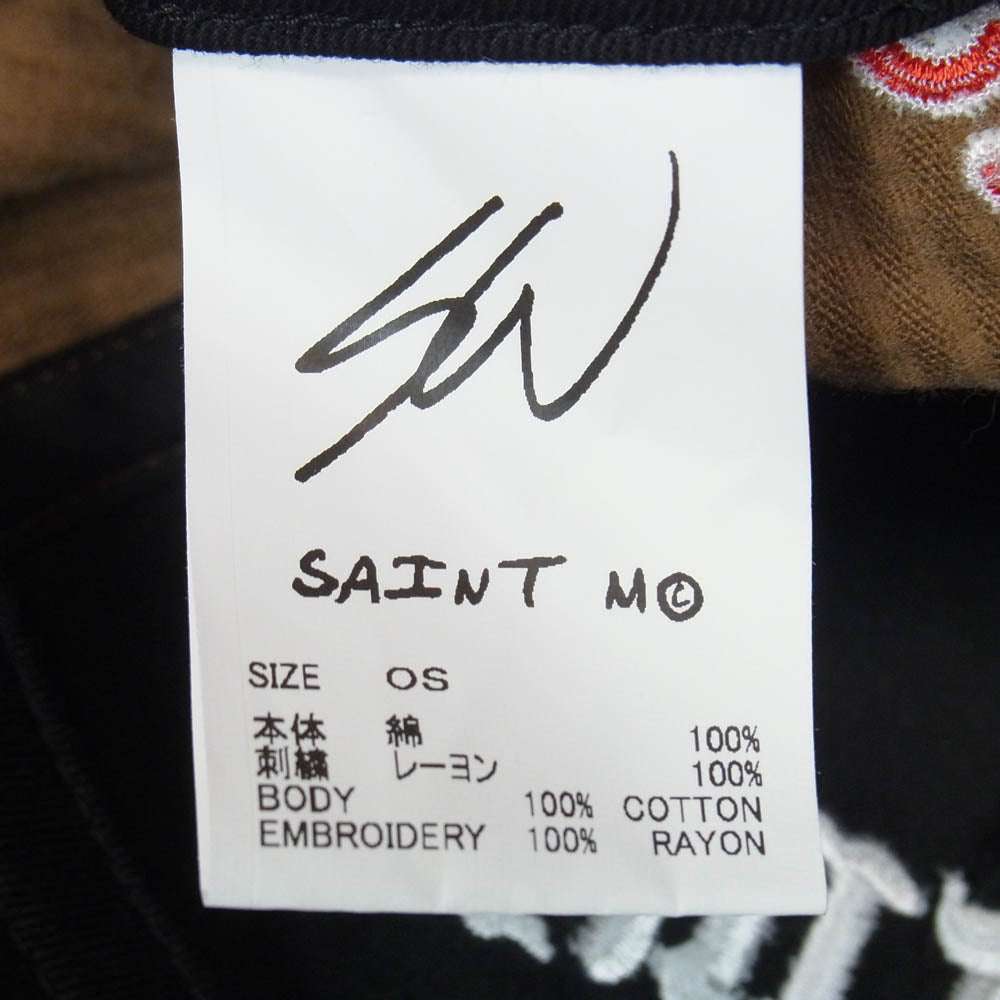 SAINT M©
SIZE OS
本体 綿 100%
刺繍 レーヨン 100%
BODY 100% COTTON
EMBROIDERY 100% RAYON